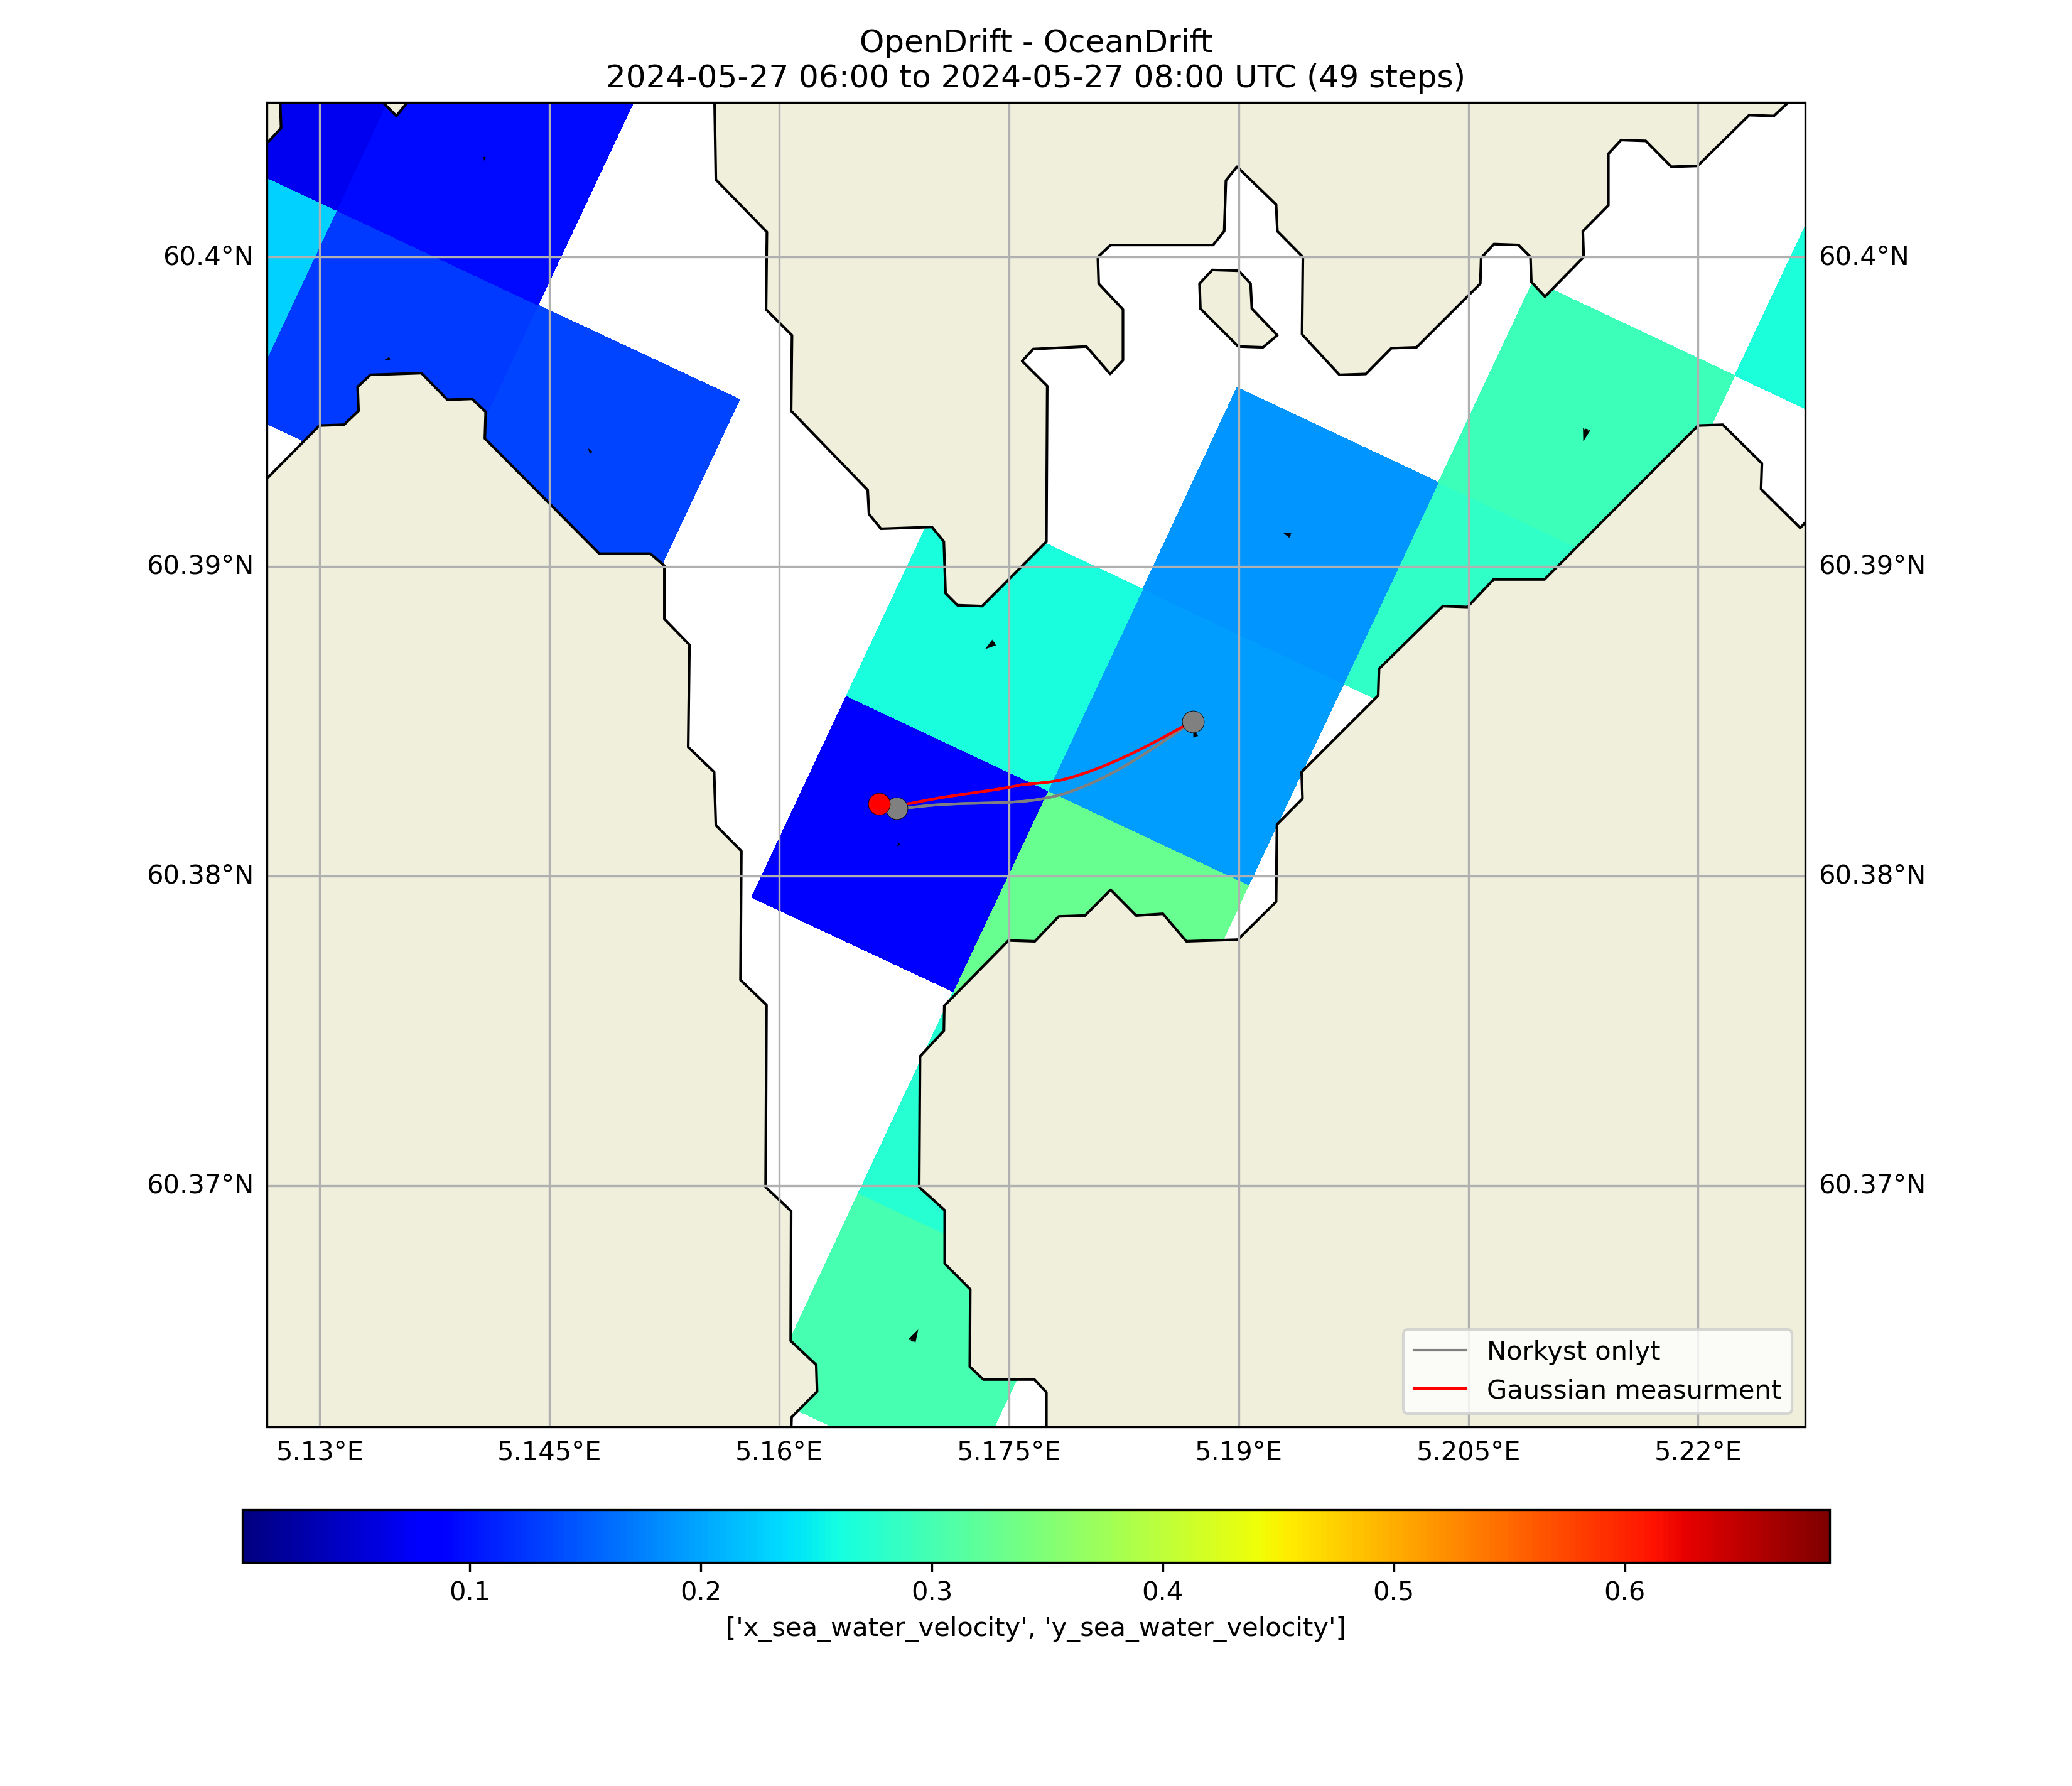 OpenDrift - OceanDrift
2024-05-27 06:00 to 2024-05-27 08:00 UTC (49 steps)
60.4°N
60.4°N
60.39°N
60.39°N
60.38°N
60.38°N
60.37°N
60.37°N
Norkyst onlyt
Gaussian measurment
5.13°E
5.145°E
5.16°E
5.175°E
5.19°E
5.205°E
5.22°E
0.1
0.2
0.3
0.4
0.5
0.6
['x_sea_water_velocity', 'y_sea_water_velocity']